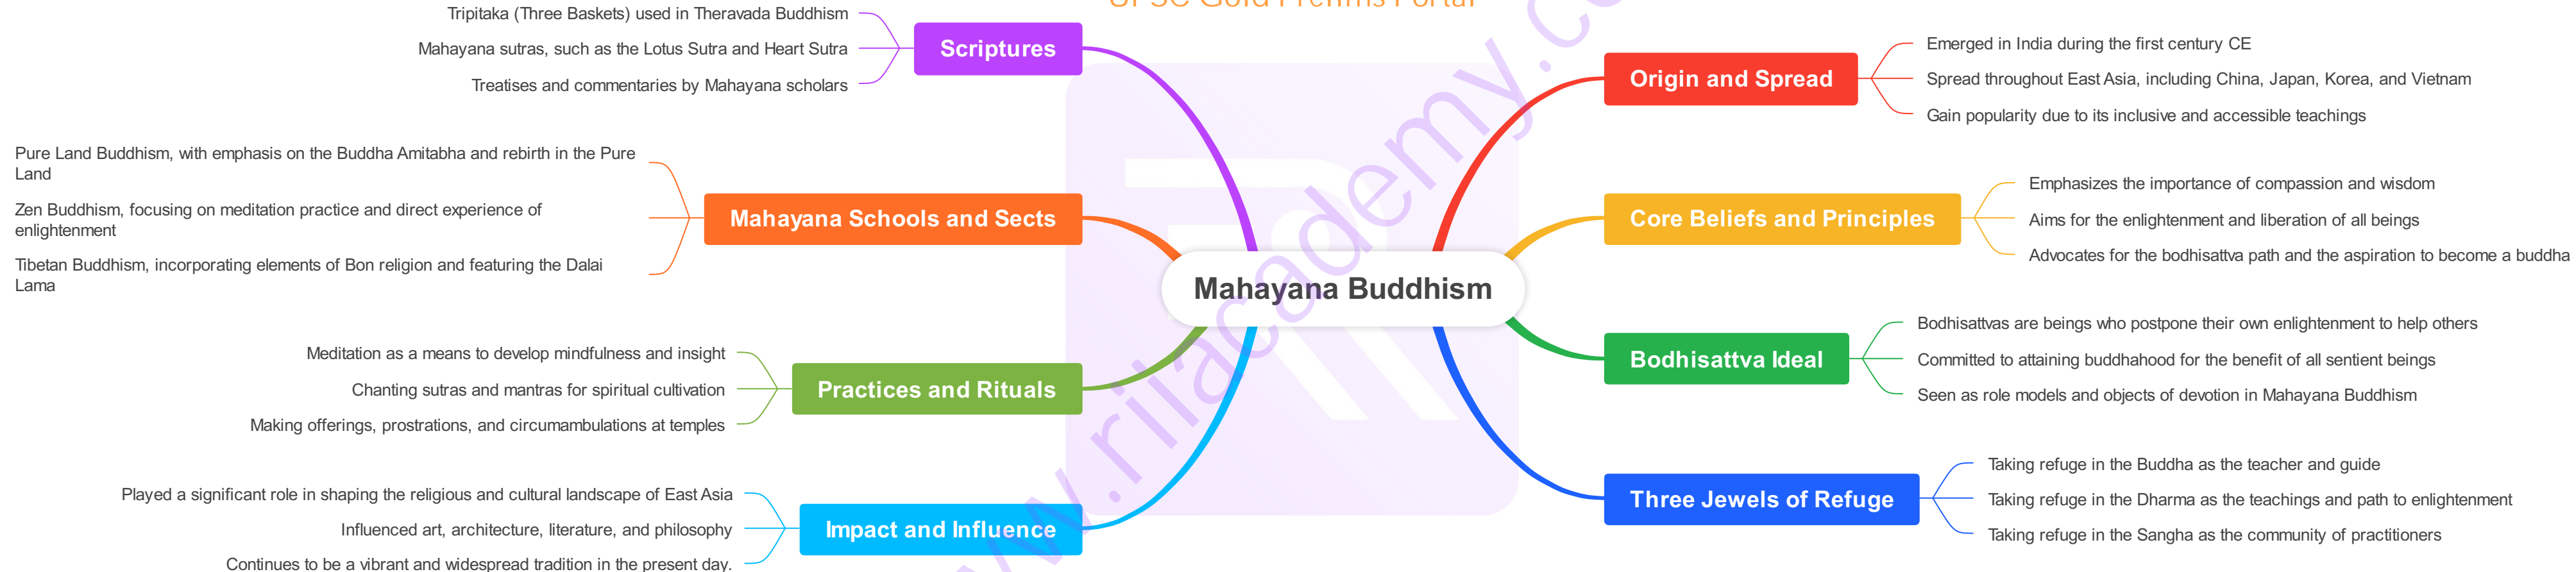 UPSC Gold Prelims Portal
Scriptures
Tripitaka (Three Baskets) used in Theravada Buddhism
Mahayana sutras, such as the Lotus Sutra and Heart Sutra
Treatises and commentaries by Mahayana scholars
Mahayana Schools and Sects
Pure Land Buddhism, with emphasis on the Buddha Amitabha and rebirth in the Pure
Land
Zen Buddhism, focusing on meditation practice and direct experience of
enlightenment
Tibetan Buddhism, incorporating elements of Bon religion and featuring the Dalai
Lama
Practices and Rituals
Meditation as a means to develop mindfulness and insight
Chanting sutras and mantras for spiritual cultivation
Making offerings, prostrations, and circumambulations at temples
Impact and Influence
Played a significant role in shaping the religious and cultural landscape of East Asia
Influenced art, architecture, literature, and philosophy
Continues to be a vibrant and widespread tradition in the present day.
Mahayana Buddhism
Origin and Spread
Emerged in India during the first century CE
Spread throughout East Asia, including China, Japan, Korea, and Vietnam
Gain popularity due to its inclusive and accessible teachings
Core Beliefs and Principles
Emphasizes the importance of compassion and wisdom
Aims for the enlightenment and liberation of all beings
Advocates for the bodhisattva path and the aspiration to become a buddha
Bodhisattva Ideal
Bodhisattvas are beings who postpone their own enlightenment to help others
Committed to attaining buddhahood for the benefit of all sentient beings
Seen as role models and objects of devotion in Mahayana Buddhism
Three Jewels of Refuge
Taking refuge in the Buddha as the teacher and guide
Taking refuge in the Dharma as the teachings and path to enlightenment
Taking refuge in the Sangha as the community of practitioners